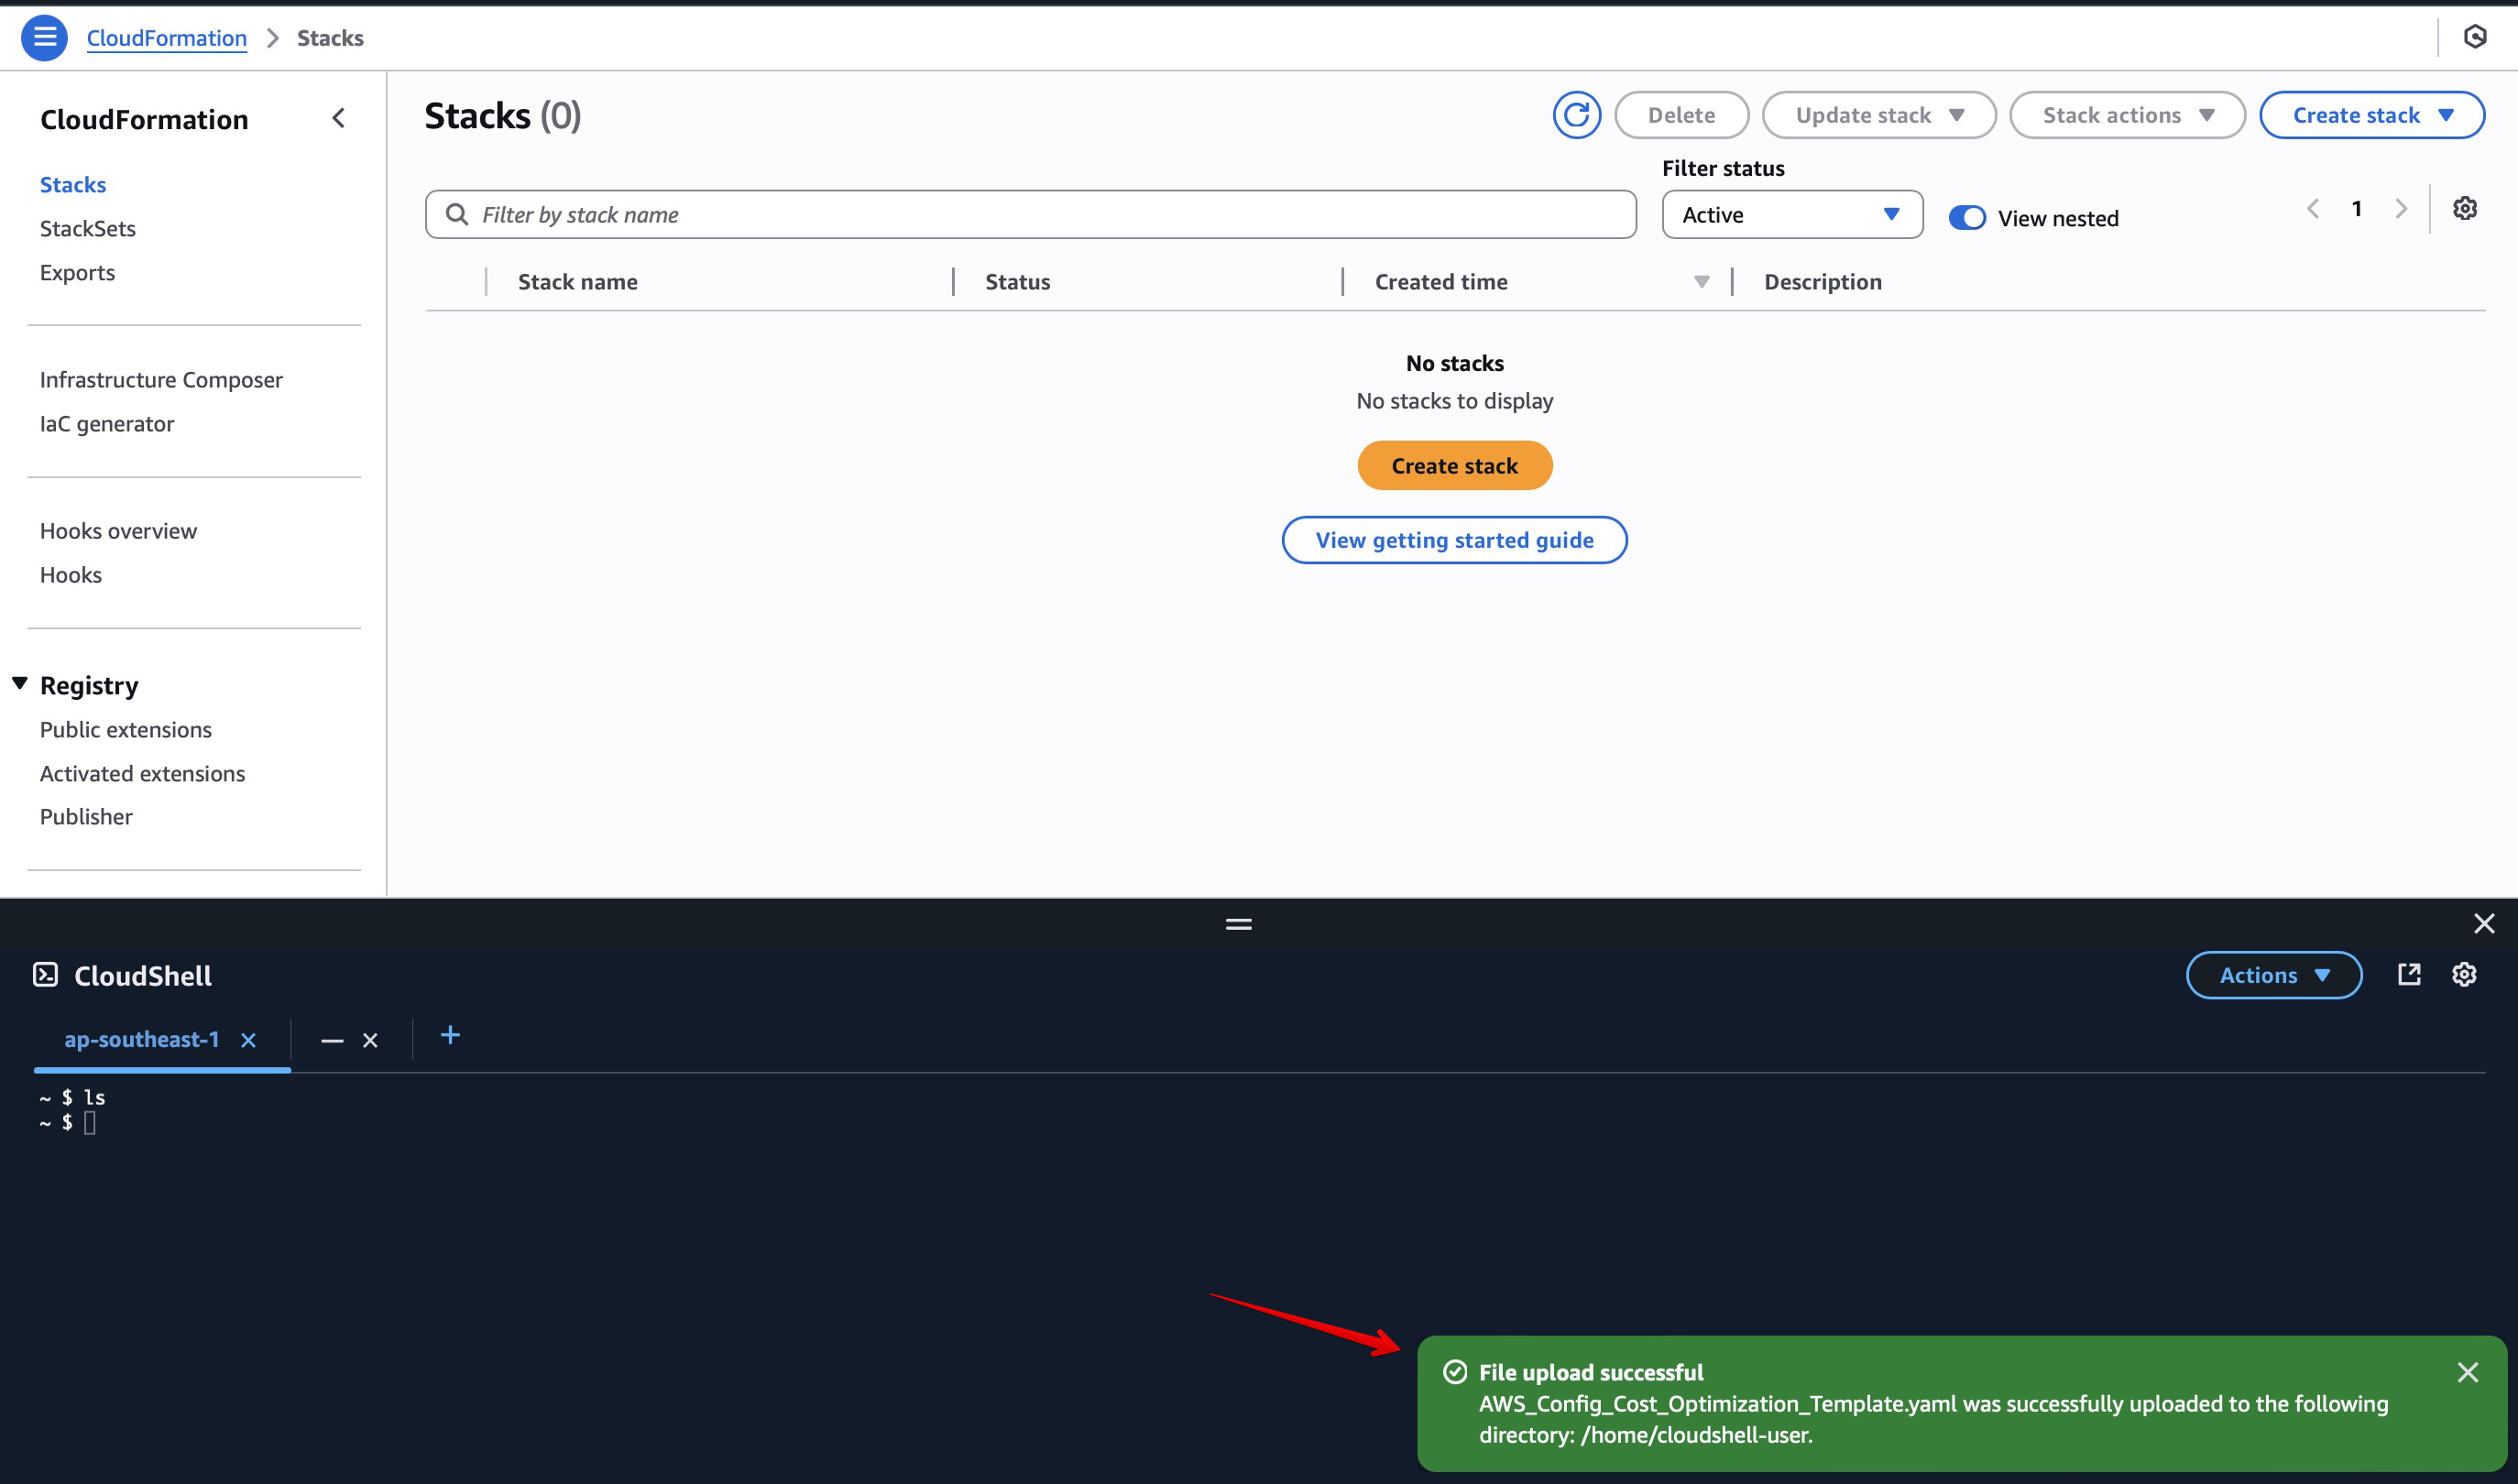 CloudFormation > Stacks
CloudFormation
Stacks
StackSets
Exports
Infrastructure Composer
IaC generator
Hooks overview
Hooks
Registry
Public extensions
Activated extensions
Publisher
Stacks (0)
Delete
Update stack
Stack actions
Create stack
Filter by stack name
Filter status
Active
View nested
1
Stack name
Status
Created time
Description
No stacks
No stacks to display
Create stack
View getting started guide
CloudShell
Actions
ap-southeast-1
~ $ ls
~ $
File upload successful
AWS_Config_Cost_Optimization_Template.yaml was successfully uploaded to the following
directory: /home/cloudshell-user.